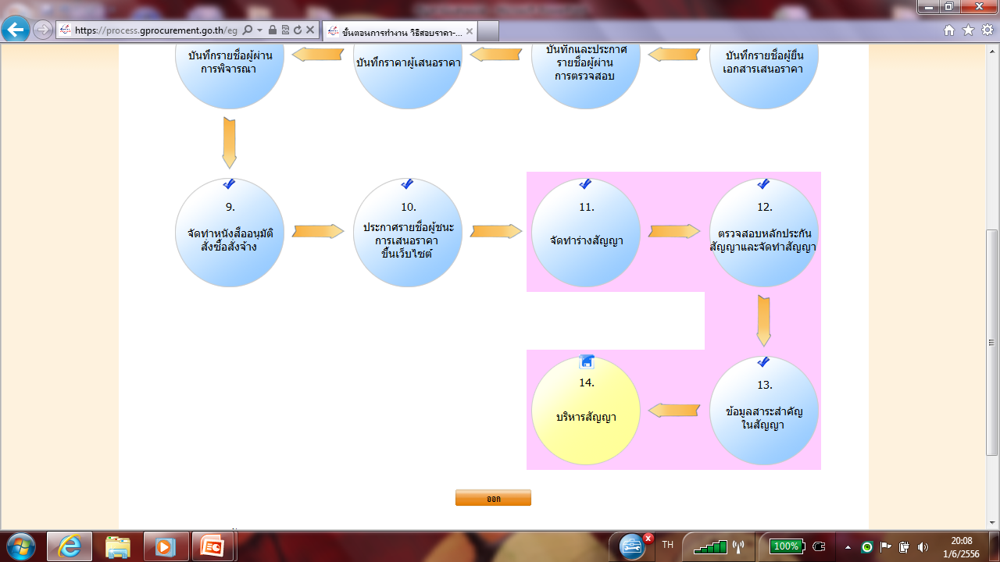 https://process.gprocurement.go.th/eg
ขั้นตอนการทำงาน วิธีสอบราคา-...
บันทึกรายชื่อผู้ผ่าน
การพิจารณา
บันทึกราคาผู้เสนอราคา
บันทึกและประกาศ
รายชื่อผู้ผ่าน
การตรวจสอบ
บันทึกรายชื่อผู้ยื่น
เอกสารเสนอราคา
9.
จัดทำหนังสืออนุมัติ
สั่งซื้อสั่งจ้าง
10.
ประกาศรายชื่อผู้ชนะ
การเสนอราคา
ขึ้นเว็บไซต์
11.
จัดทำร่างสัญญา
12.
ตรวจสอบหลักประกัน
สัญญาและจัดทำสัญญา
14.
บริหารสัญญา
13.
ข้อมูลสาระสำคัญ
ในสัญญา
ออก
TH
100%
20:08
1/6/2556